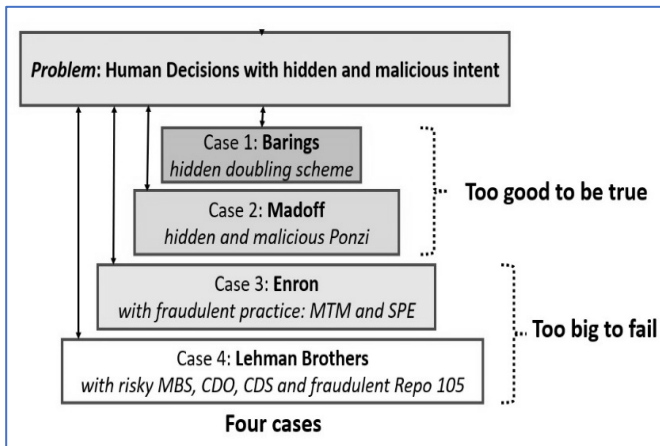 Problem: Human Decisions with hidden and malicious intent
Case 1: Barings
hidden doubling scheme
Case 2: Madoff
hidden and malicious Ponzi
Too good to be true
Case 3: Enron
with fraudulent practice: MTM and SPE
Case 4: Lehman Brothers
with risky MBS, CDO, CDS and fraudulent Repo 105
Too big to fail
Four cases